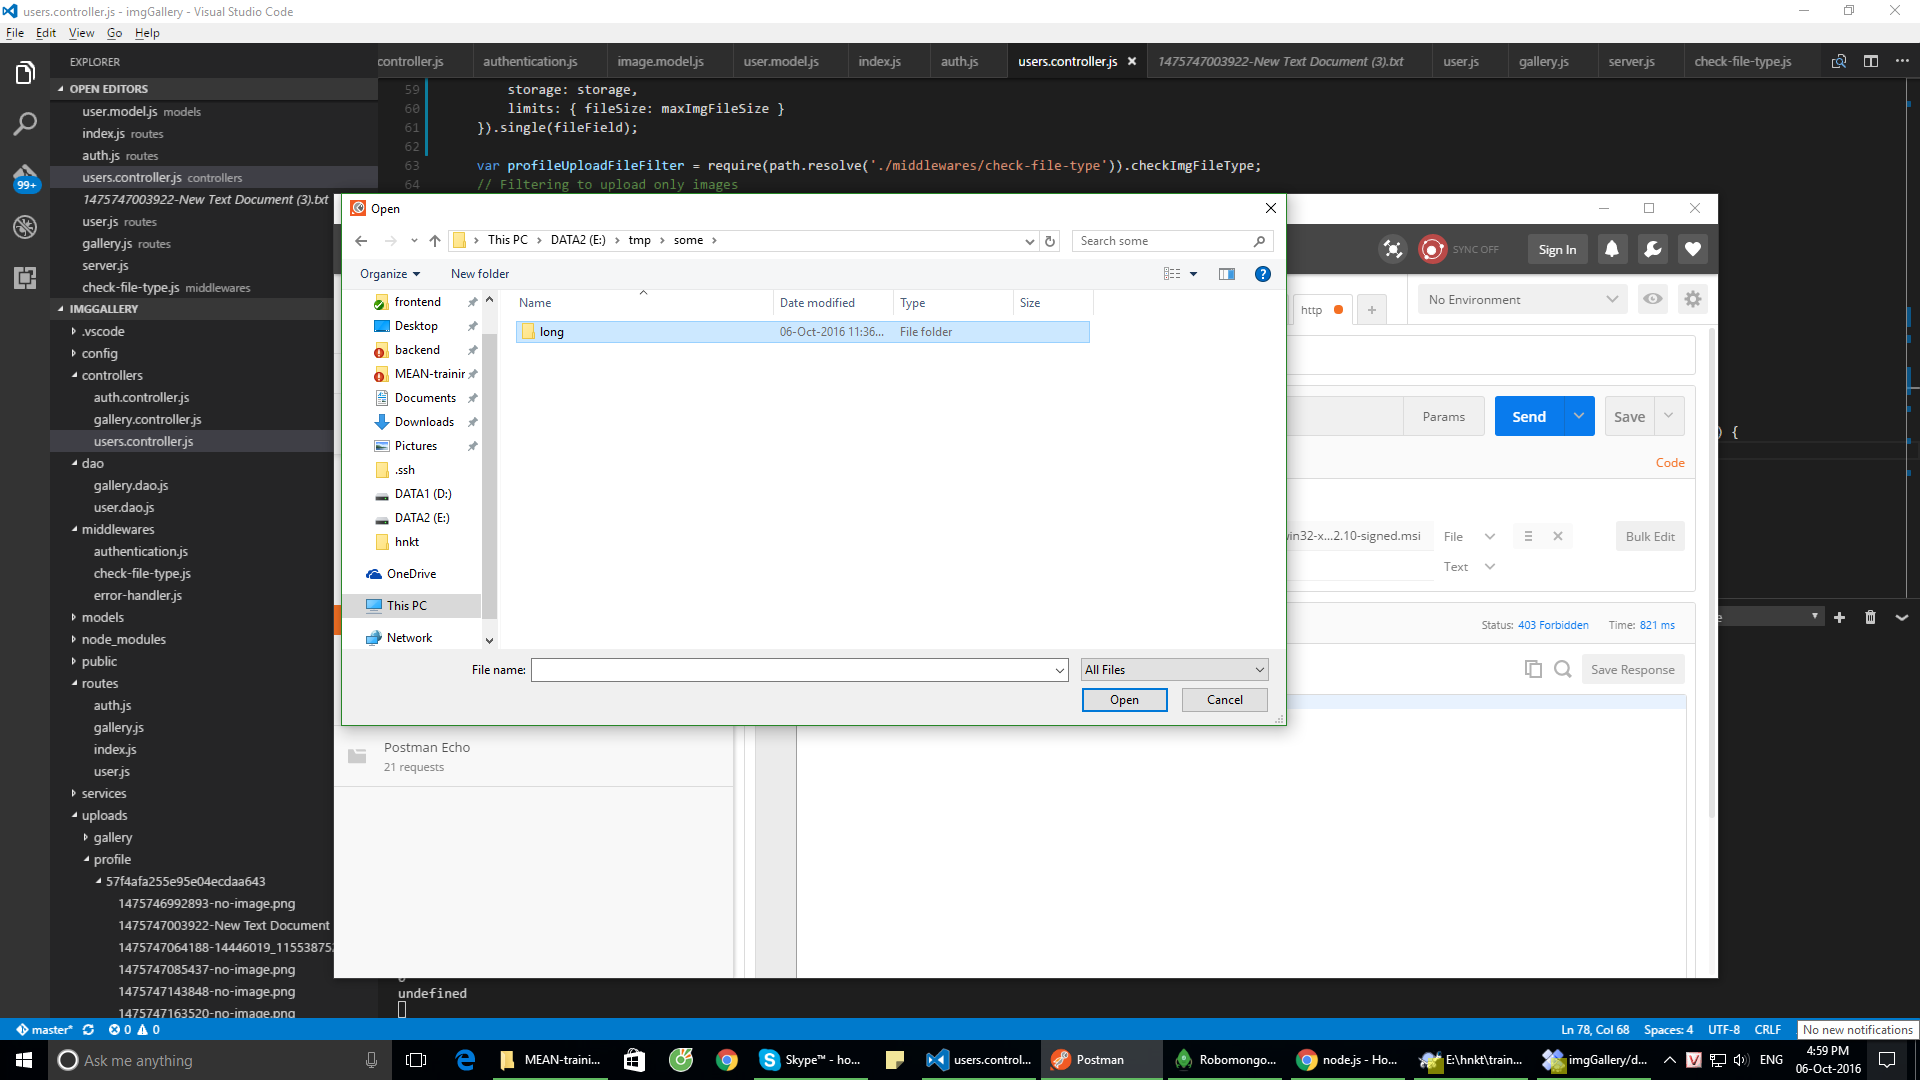 users.controller.js - imgGallery - Visual Studio Code
File Edit View Go Help
EXPLORER
OPEN EDITORS
user.model.js models
index.js routes
auth.js routes
users.controller.js controllers
1475747003922-New Text Document (3).txt
user.js routes
gallery.js routes
server.js
check-file-type.js middlewares
IMGGALLERY
.vscode
config
controllers
auth.controller.js
gallery.controller.js
users.controller.js
dao
gallery.dao.js
user.dao.js
middlewares
authentication.js
check-file-type.js
error-handler.js
models
node_modules
public
routes
auth.js
gallery.js
index.js
user.js
services
uploads
gallery
profile
57f4afa255e95e04ecdaa643
1475746992893-no-image.png
1475747003922-New Text Document
1475747064188-14446019_11553875
1475747085437-no-image.png
1475747143848-no-image.png
1475747163520-no-image.png
99+
controller.js authentication.js image.model.js user.model.js index.js auth.js users.controller.js 1475747003922-New Text Document (3).txt user.js gallery.js server.js check-file-type.js
59 storage: storage,
60 limits: { fileSize: maxImgFileSize }
61 }).single(fileField);
62
63 var profileUploadFileFilter = require(path.resolve('./middlewares/check-file-type')).checkImgFileType;
64 // Filtering to upload only images
) {
Open
This PC DATA2 (E:) tmp some
Search some
Organize New folder
Name Date modified Type Size
long 06-Oct-2016 11:36... File folder
frontend
Desktop
backend
MEAN-trainin
Documents
Downloads
Pictures
.ssh
DATA1 (D:)
DATA2 (E:)
hnkt
OneDrive
This PC
Network
File name: All Files
Open Cancel
SYNC OFF Sign In
http No Environment
Params Send Save
Code
win32-x...2.10-signed.msi File Bulk Edit
Text
Status: 403 Forbidden Time: 821 ms
Save Response
Postman Echo
21 requests
undefined
master* 0 0 Ln 78, Col 68 Spaces: 4 UTF-8 CRLF
No new notifications
Ask me anything MEAN-traini... Skype™ - ho... users.control... Postman Robomongo... node.js - Ho... E:\hnkt\train... imgGallery/d... ENG
4:59 PM
06-Oct-2016